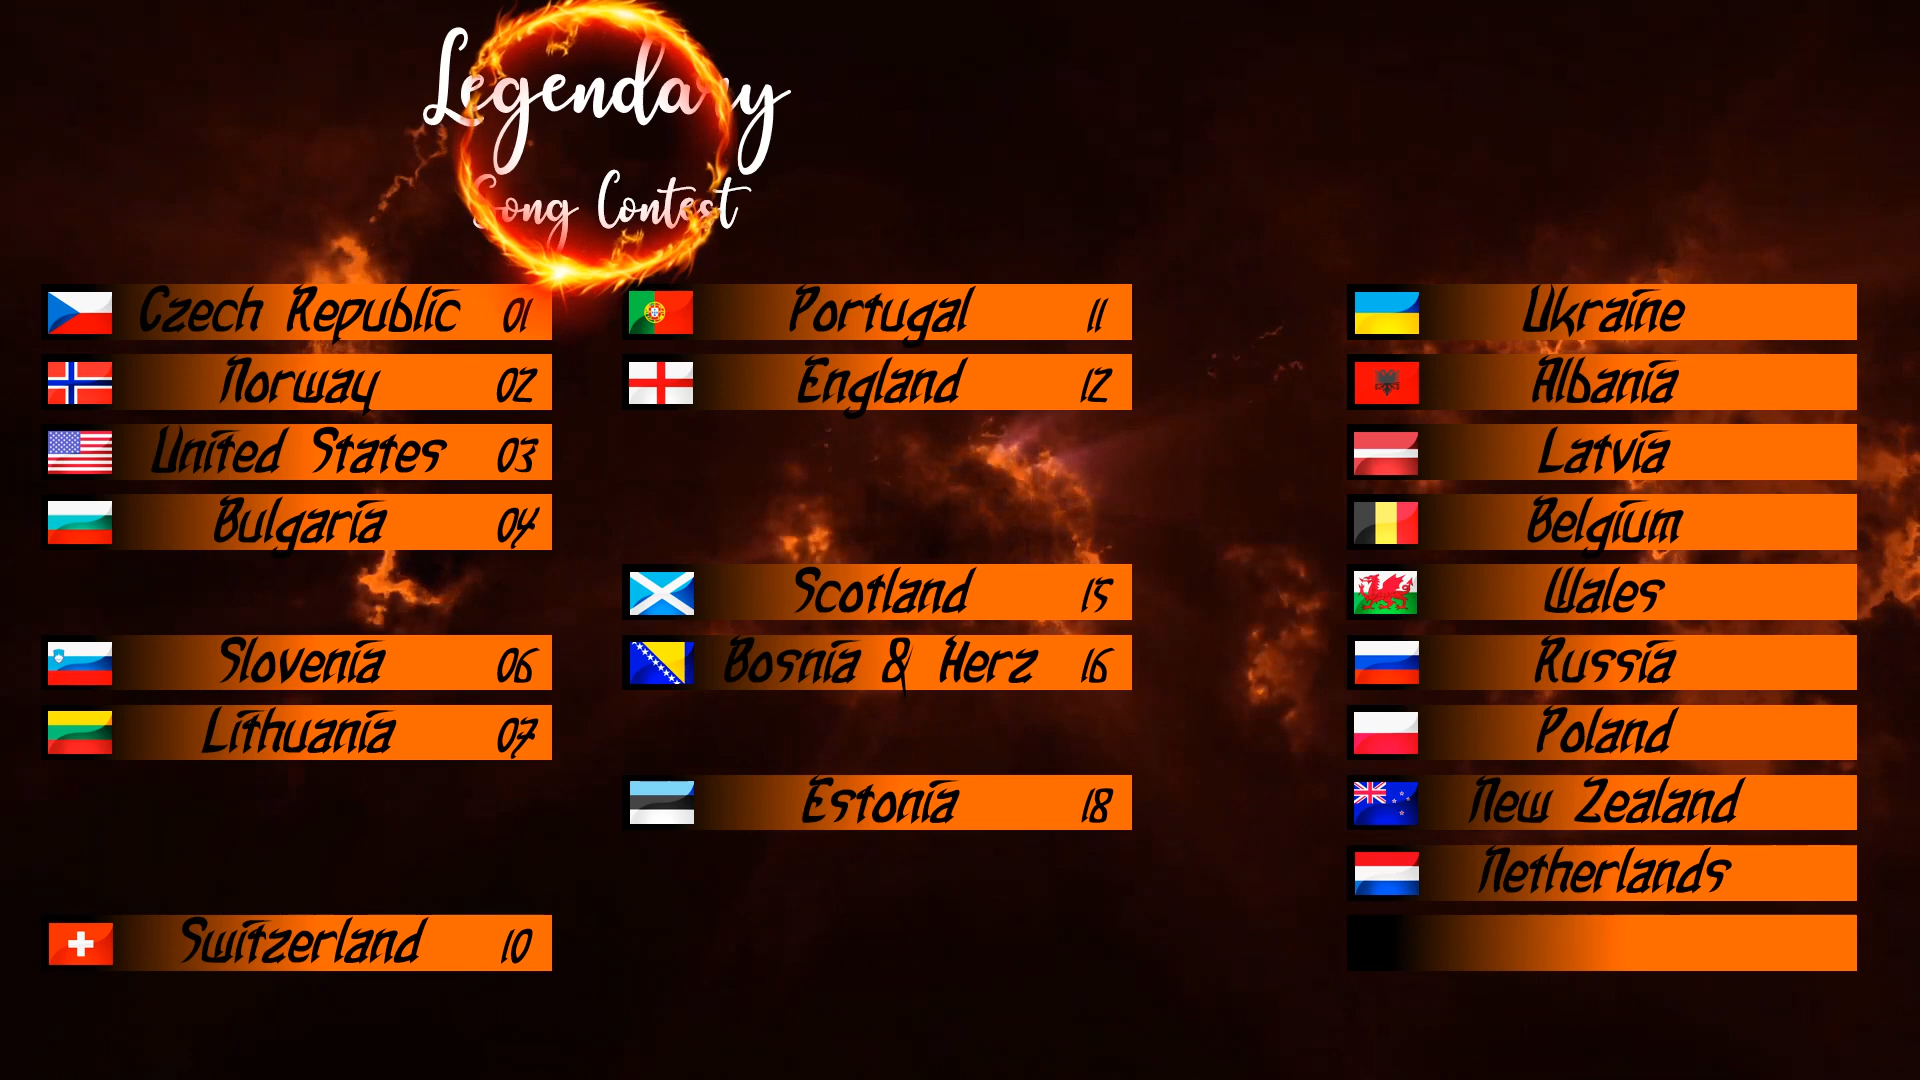 Legendary
Song Contest
Czech Republic 01
Norway 02
United States 03
Bulgaria 04
Slovenia 06
Lithuania 07
Switzerland 10
Portugal 11
England 12
Scotland 15
Bosnia & Herz 16
Estonia 18
Ukraine
Albania
Latvia
Belgium
Wales
Russia
Poland
New Zealand
Netherlands